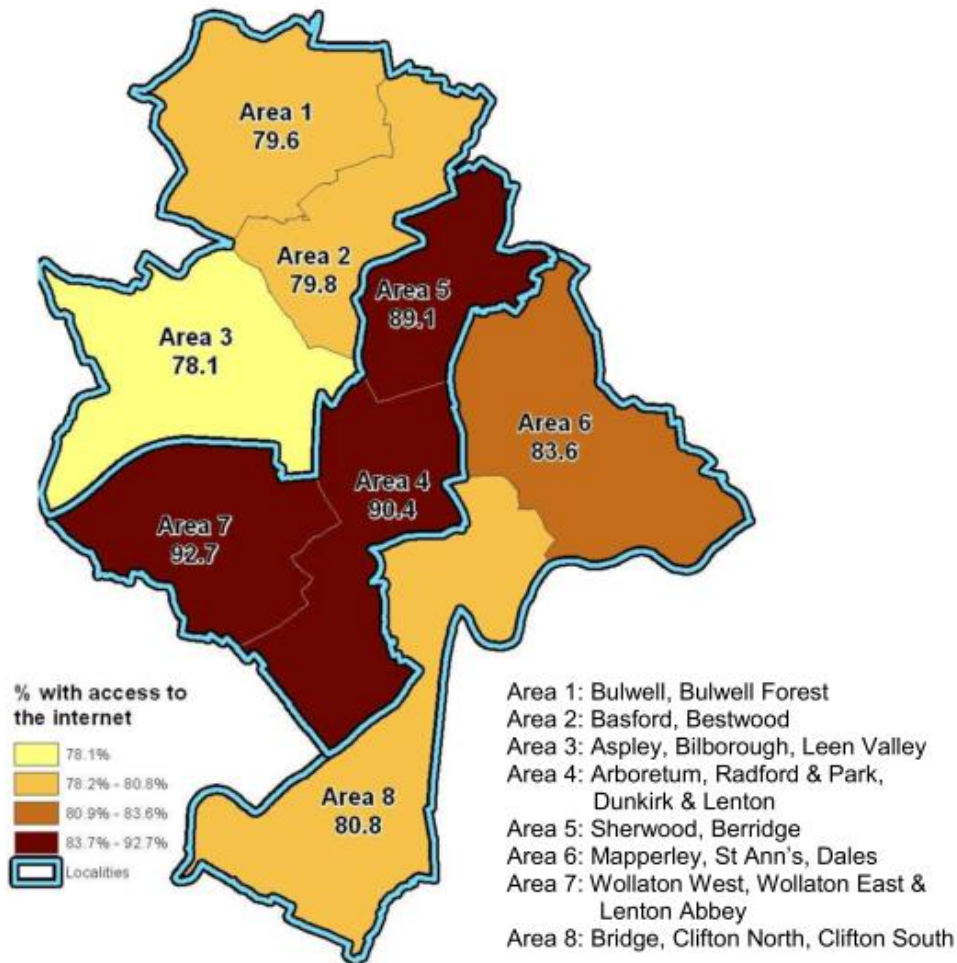 Area 1
79.6
Area 2
79.8
Area 5
89.1
Area 3
78.1
Area 6
83.6
Area 4
90.4
Area 7
92.7
Area 8
80.8
% with access to
the internet
78.1%
78.2% - 80.8%
80.9% - 83.6%
83.7% - 92.7%
Localities
Area 1: Bulwell, Bulwell Forest
Area 2: Basford, Bestwood
Area 3: Aspley, Bilborough, Leen Valley
Area 4: Arboretum, Radford & Park,
Dunkirk & Lenton
Area 5: Sherwood, Berridge
Area 6: Mapperley, St Ann's, Dales
Area 7: Wollaton West, Wollaton East &
Lenton Abbey
Area 8: Bridge, Clifton North, Clifton South